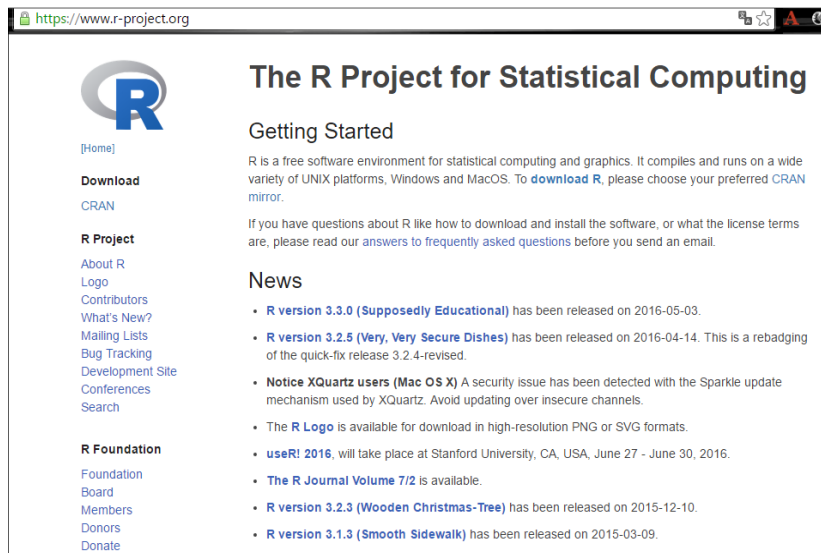 https://www.r-project.org
R
[Home]
Download
CRAN
R Project
About R
Logo
Contributors
What's New?
Mailing Lists
Bug Tracking
Development Site
Conferences
Search
R Foundation
Foundation
Board
Members
Donors
Donate
The R Project for Statistical Computing
Getting Started
R is a free software environment for statistical computing and graphics. It compiles and runs on a wide
variety of UNIX platforms, Windows and MacOS. To download R, please choose your preferred CRAN
mirror.
If you have questions about R like how to download and install the software, or what the license terms
are, please read our answers to frequently asked questions before you send an email.
News
• R version 3.3.0 (Supposedly Educational) has been released on 2016-05-03.
• R version 3.2.5 (Very, Very Secure Dishes) has been released on 2016-04-14. This is a rebadging
of the quick-fix release 3.2.4-revised.
• Notice XQuartz users (Mac OS X) A security issue has been detected with the Sparkle update
mechanism used by XQuartz. Avoid updating over insecure channels.
• The R Logo is available for download in high-resolution PNG or SVG formats.
• useR! 2016, will take place at Stanford University, CA, USA, June 27 - June 30, 2016.
• The R Journal Volume 7/2 is available.
• R version 3.2.3 (Wooden Christmas-Tree) has been released on 2015-12-10.
• R version 3.1.3 (Smooth Sidewalk) has been released on 2015-03-09.